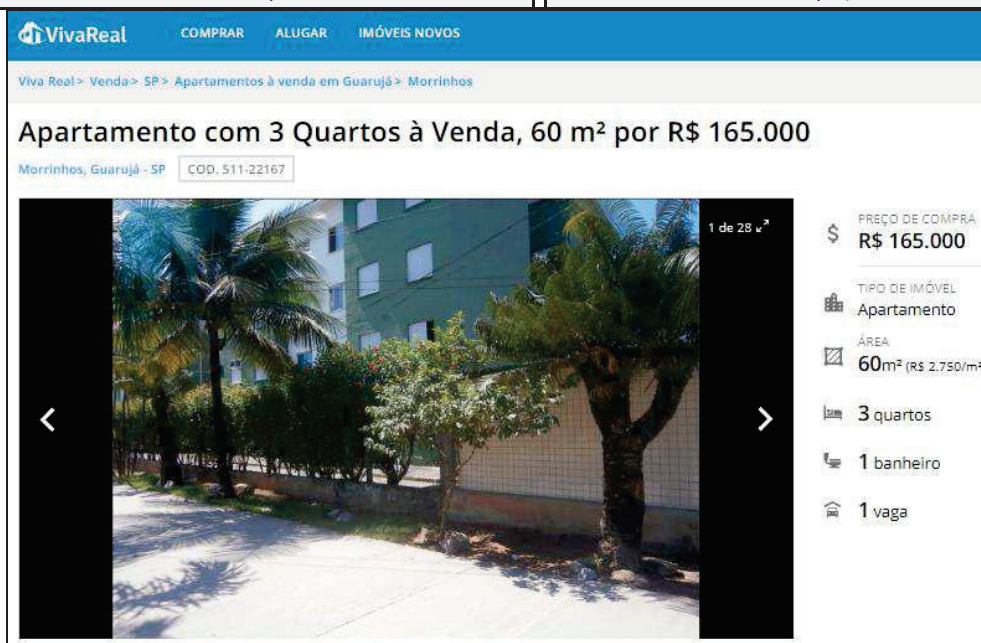 VivaReal COMPRAR ALUGAR IMÓVEIS NOVOS
Viva Real > Venda > SP > Apartamentos à venda em Guarujá > Morrinhos
Apartamento com 3 Quartos à Venda, 60 m² por R$ 165.000
Morrinhos, Guarujá - SP COD. 511-22167
1 de 28
PREÇO DE COMPRA
R$ 165.000
TIPO DE IMÓVEL
Apartamento
ÁREA
60m² (R$ 2.750/m²
3 quartos
1 banheiro
1 vaga